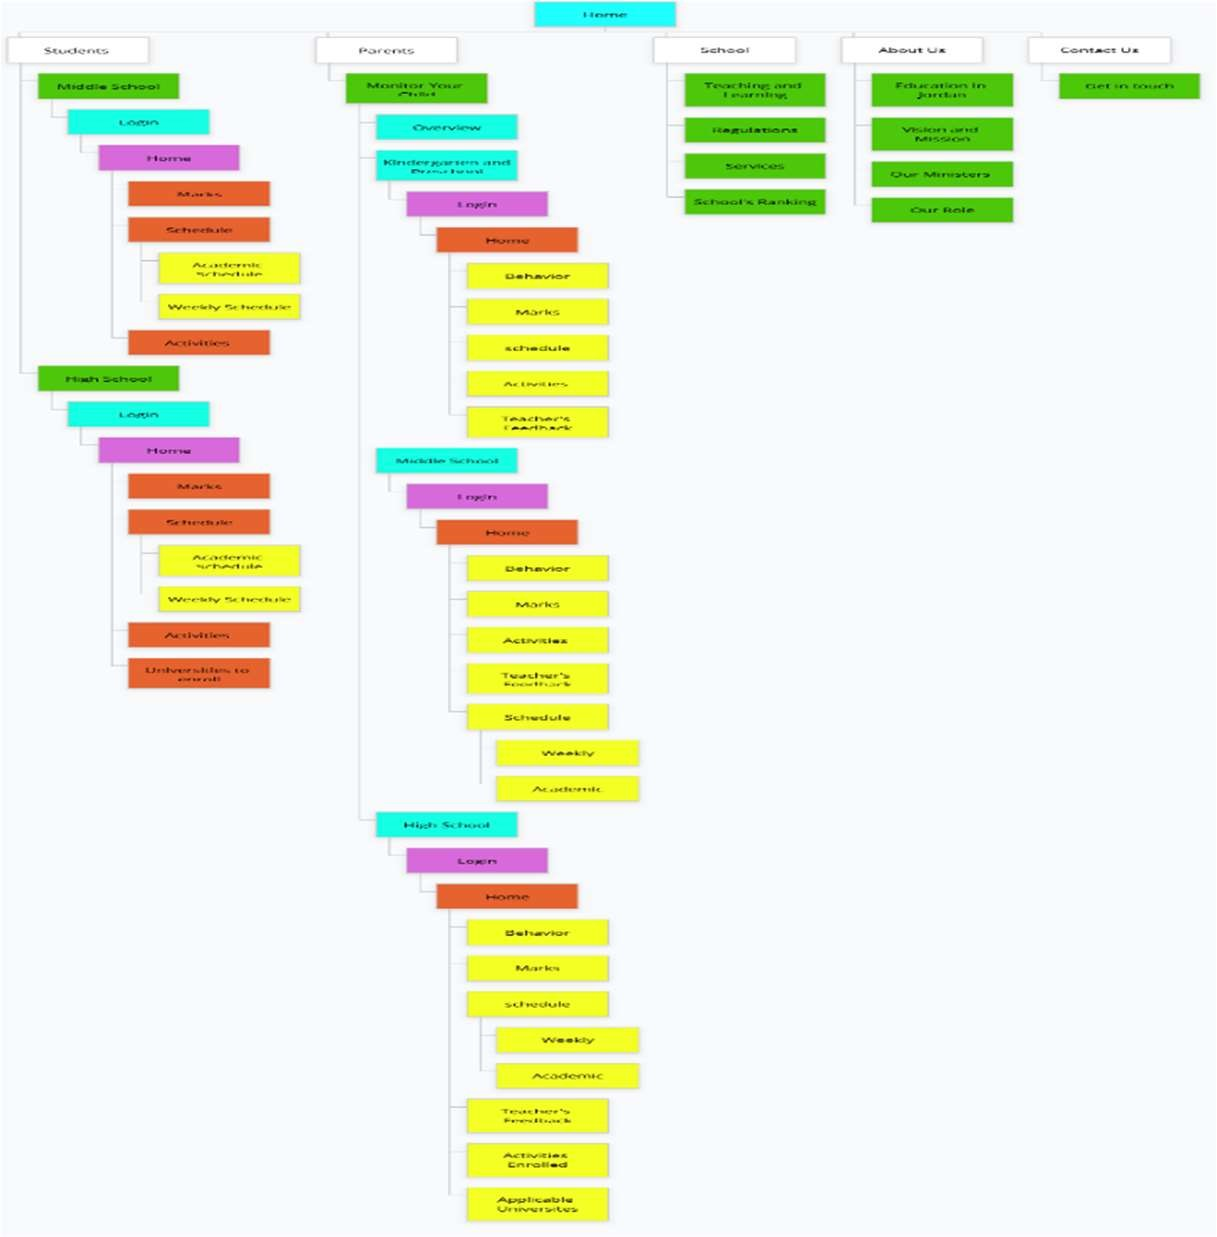 Home
Students
Parents
School
About Us
Contact Us
Middle School
Login
Home
Marks
Schedule
Academic
Schedule
Weekly Schedule
Activities
High School
Login
Home
Marks
Schedule
Academic
Schedule
Weekly Schedule
Activities
Universities to
enroll
Monitor Your
Child
Overview
Kindergarten and
Preschool
Login
Home
Behavior
Marks
schedule
Activities
Teacher's
Feedback
Middle School
Login
Home
Behavior
Marks
Activities
Teacher's
Feedback
Schedule
Weekly
Academic
High School
Login
Home
Behavior
Marks
schedule
Weekly
Academic
Teacher's
Feedback
Activities
Enrolled
Applicable
Universites
Teaching and
Learning
Regulations
Services
School's Ranking
Education in
Jordan
Vision and
Mission
Our Ministers
Our Role
Get in touch